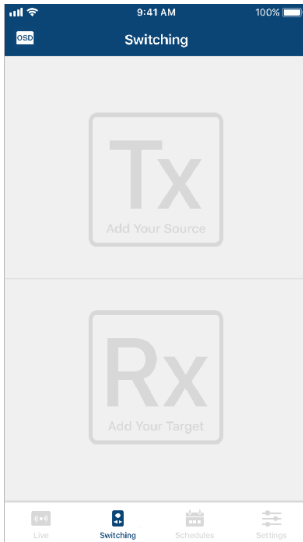 9:41 AM
100%
OSD
Switching
Tx
Add Your Source
Rx
Add Your Target
Live
Switching
Schedules
Settings